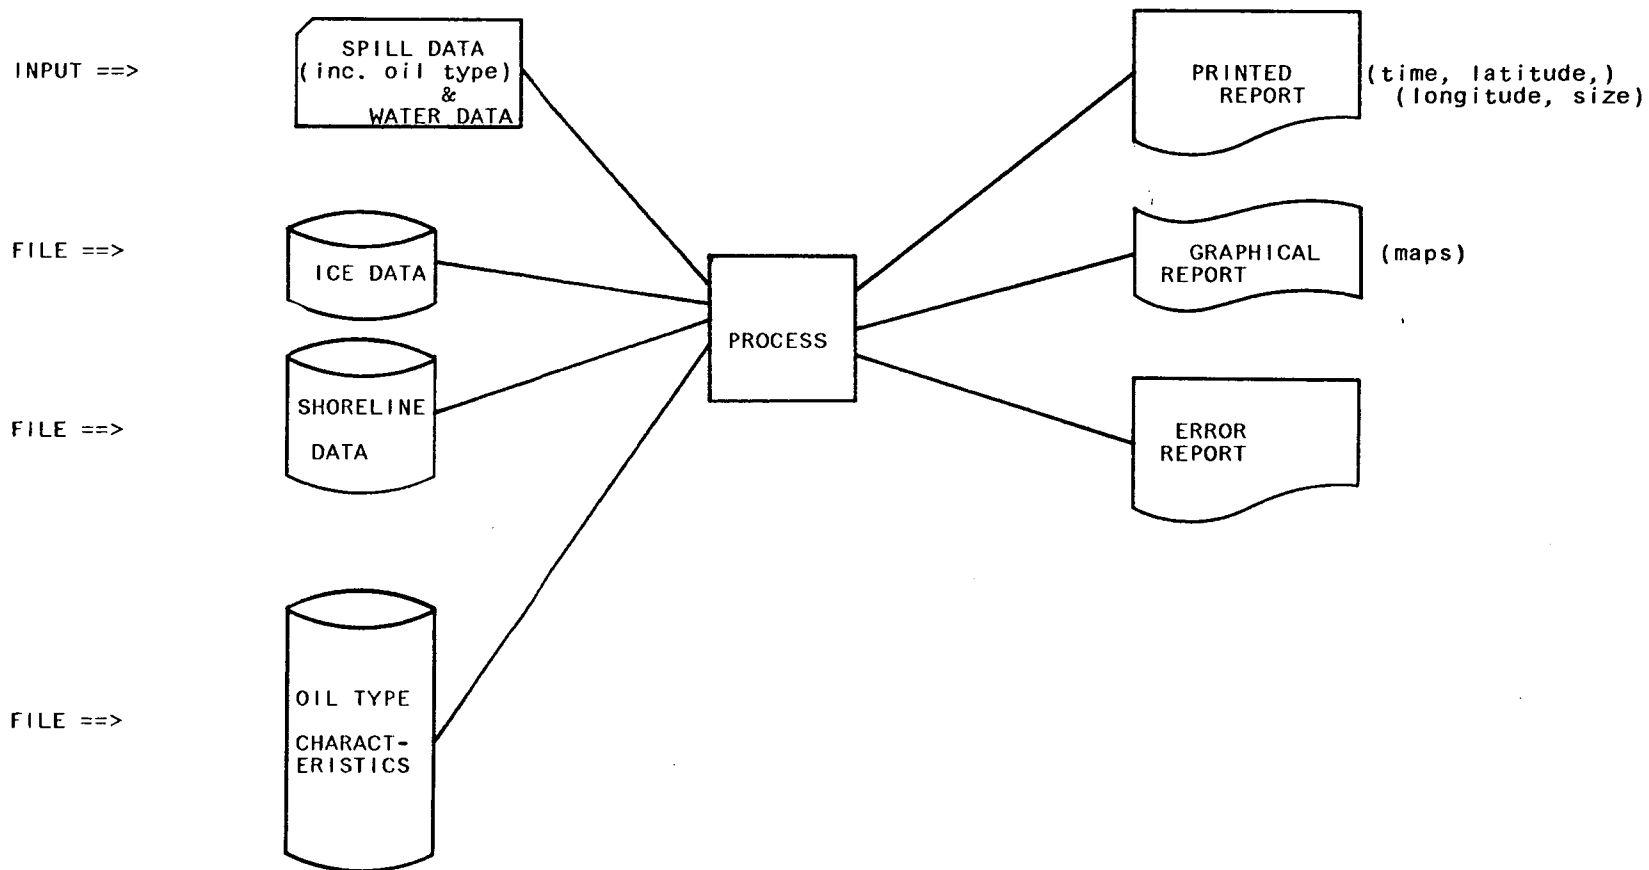 INPUT ==>
SPILL DATA
(inc. oil type)
&
WATER DATA
FILE ==>
ICE DATA
FILE ==>
SHORELINE
DATA
FILE ==>
OIL TYPE
CHARACT-
ERISTICS
PROCESS
PRINTED
REPORT
(time, latitude,)
(longitude, size)
GRAPHICAL
REPORT
(maps)
ERROR
REPORT